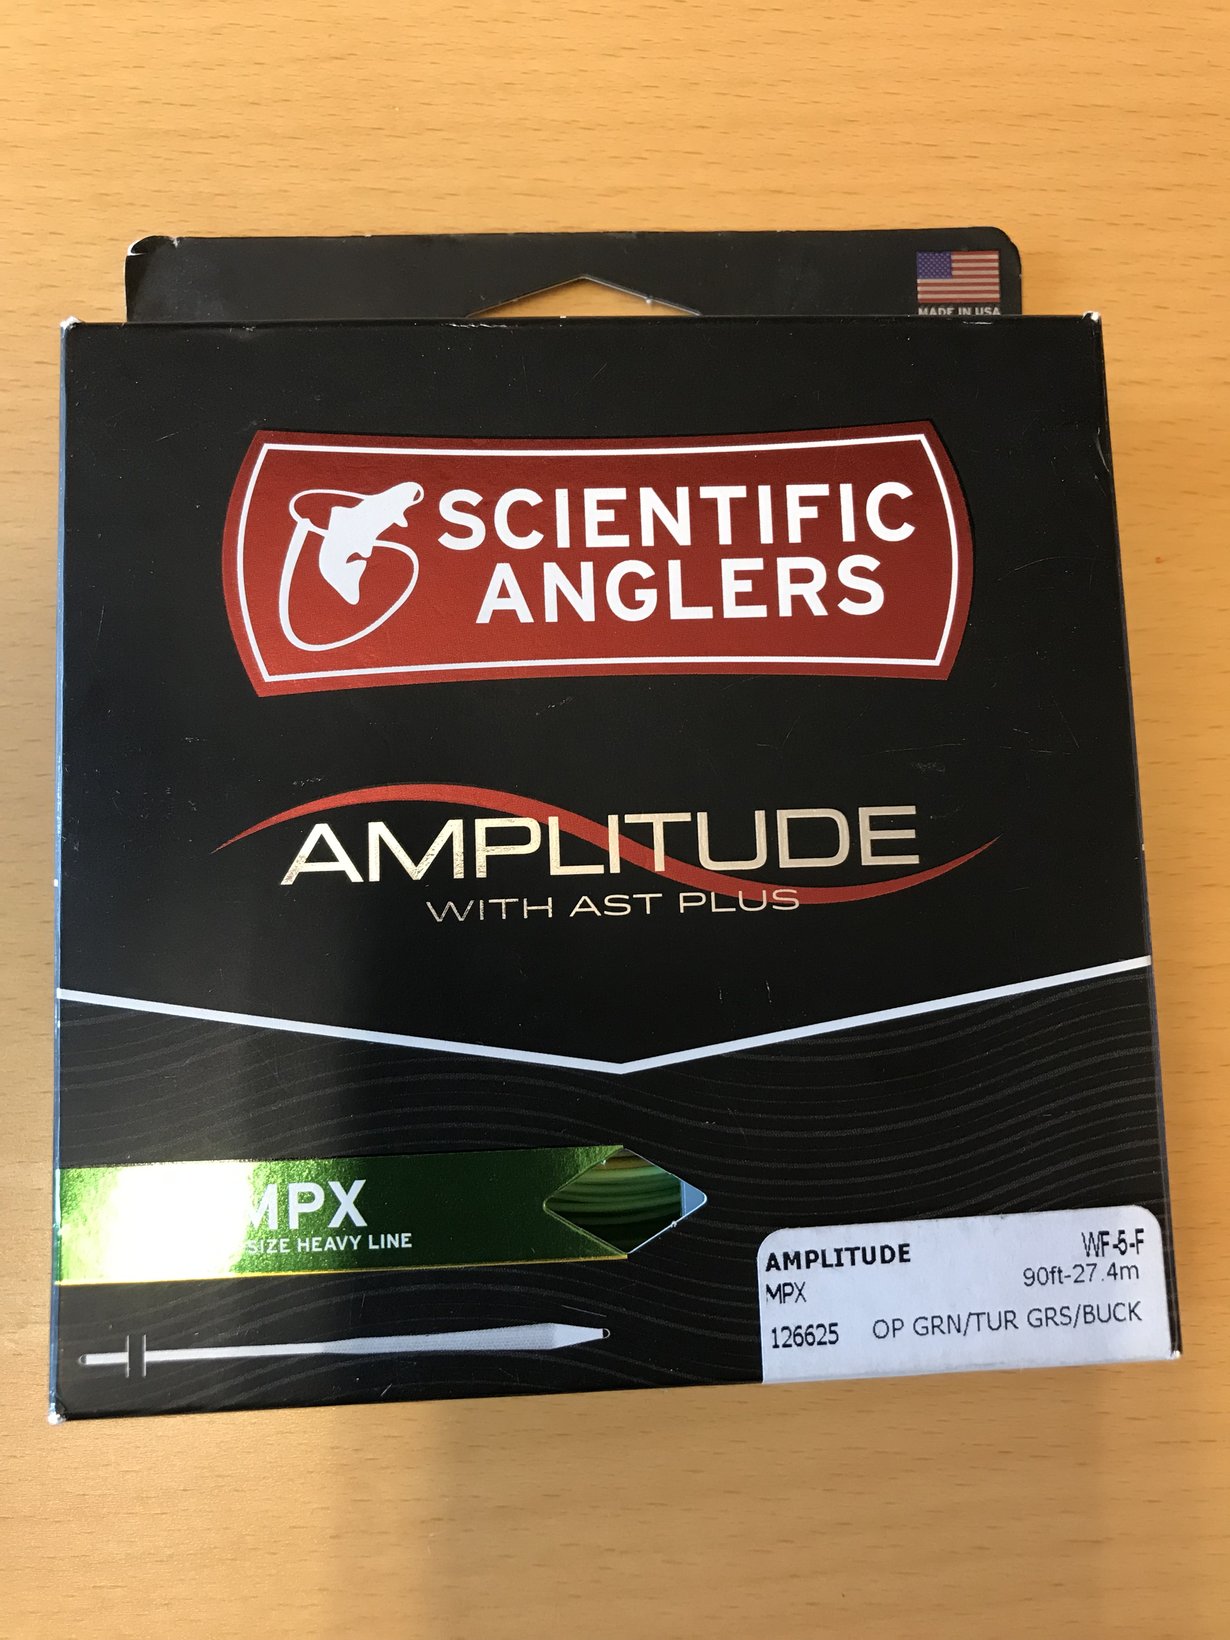 MADE IN USA
SCIENTIFIC
ANGLERS
AMPLITUDE
WITH AST PLUS
MPX
SIZE HEAVY LINE
AMPLITUDE WF-5-F
MPX 90ft-27.4m
126625 OP GRN/TUR GRS/BUCK